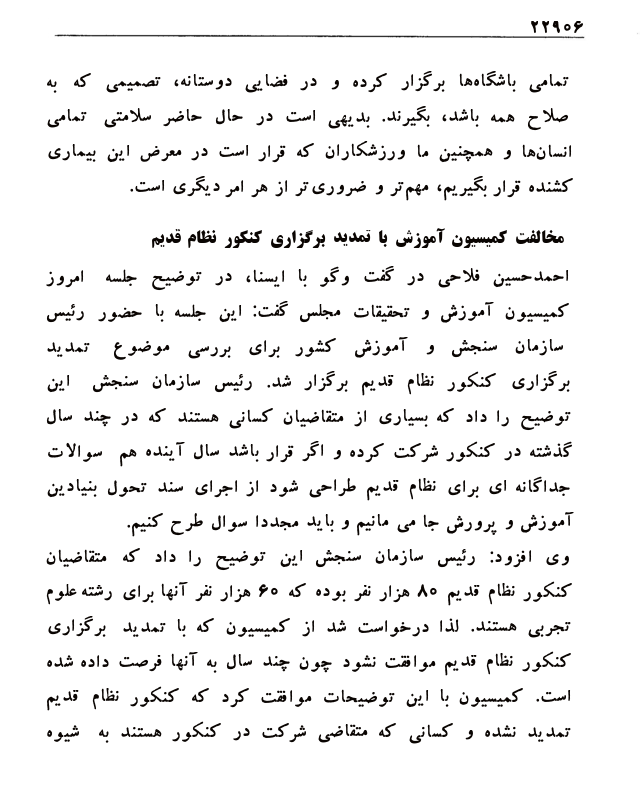 ۲۲۹۰۶
تمامی باشگاه‌ها برگزار کرده و در فضایی دوستانه، تصمیمی که به
صلاح همه باشد، بگیرند. بدیهی است در حال حاضر سلامتی تمامی
انسان‌ها و همچنین ما ورزشکاران که قرار است در معرض این بیماری
کشنده قرار بگیریم، مهم‌تر و ضروری‌تر از هر امر دیگری است.
مخالفت کمیسیون آموزش با تمدید برگزاری کنکور نظام قدیم
احمدحسین فلاحی در گفت وگو با ایسنا، در توضیح جلسه امروز
کمیسیون آموزش و تحقیقات مجلس گفت: این جلسه با حضور رئیس
سازمان سنجش و آموزش کشور برای بررسی موضوع تمدید
برگزاری کنکور نظام قدیم برگزار شد. رئیس سازمان سنجش این
توضیح را داد که بسیاری از متقاضیان کسانی هستند که در چند سال
گذشته در کنکور شرکت کرده و اگر قرار باشد سال آینده هم سوالات
جداگانه ای برای نظام قدیم طراحی شود از اجرای سند تحول بنیادین
آموزش و پرورش جا می مانیم و باید مجددا سوال طرح کنیم.
وی افزود: رئیس سازمان سنجش این توضیح را داد که متقاضیان
کنکور نظام قدیم ۸۰ هزار نفر بوده که ۶۰ هزار نفر آنها برای رشته علوم
تجربی هستند. لذا درخواست شد از کمیسیون که با تمدید برگزاری
کنکور نظام قدیم موافقت نشود چون چند سال به آنها فرصت داده شده
است. کمیسیون با این توضیحات موافقت کرد که کنکور نظام قدیم
تمدید نشده و کسانی که متقاضی شرکت در کنکور هستند به شیوه